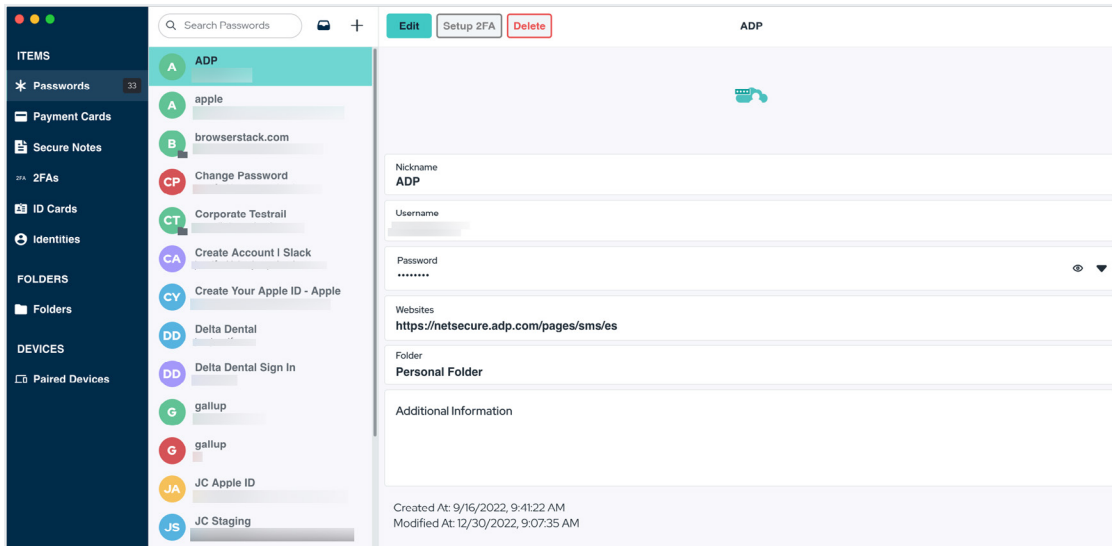 ITEMS
Passwords 33
Payment Cards
Secure Notes
2FA 2FAs
ID Cards
Identities
FOLDERS
Folders
DEVICES
Paired Devices
Search Passwords
A ADP
A apple
B browserstack.com
CP Change Password
CT Corporate Testrail
CA Create Account | Slack
CY Create Your Apple ID - Apple
DD Delta Dental
DD Delta Dental Sign In
G gallup
G gallup
JA JC Apple ID
JS JC Staging
Edit Setup 2FA Delete ADP
Nickname
ADP
Username
Password
••••••••
Websites
https://netsecure.adp.com/pages/sms/es
Folder
Personal Folder
Additional Information
Created At: 9/16/2022, 9:41:22 AM
Modified At: 12/30/2022, 9:07:35 AM